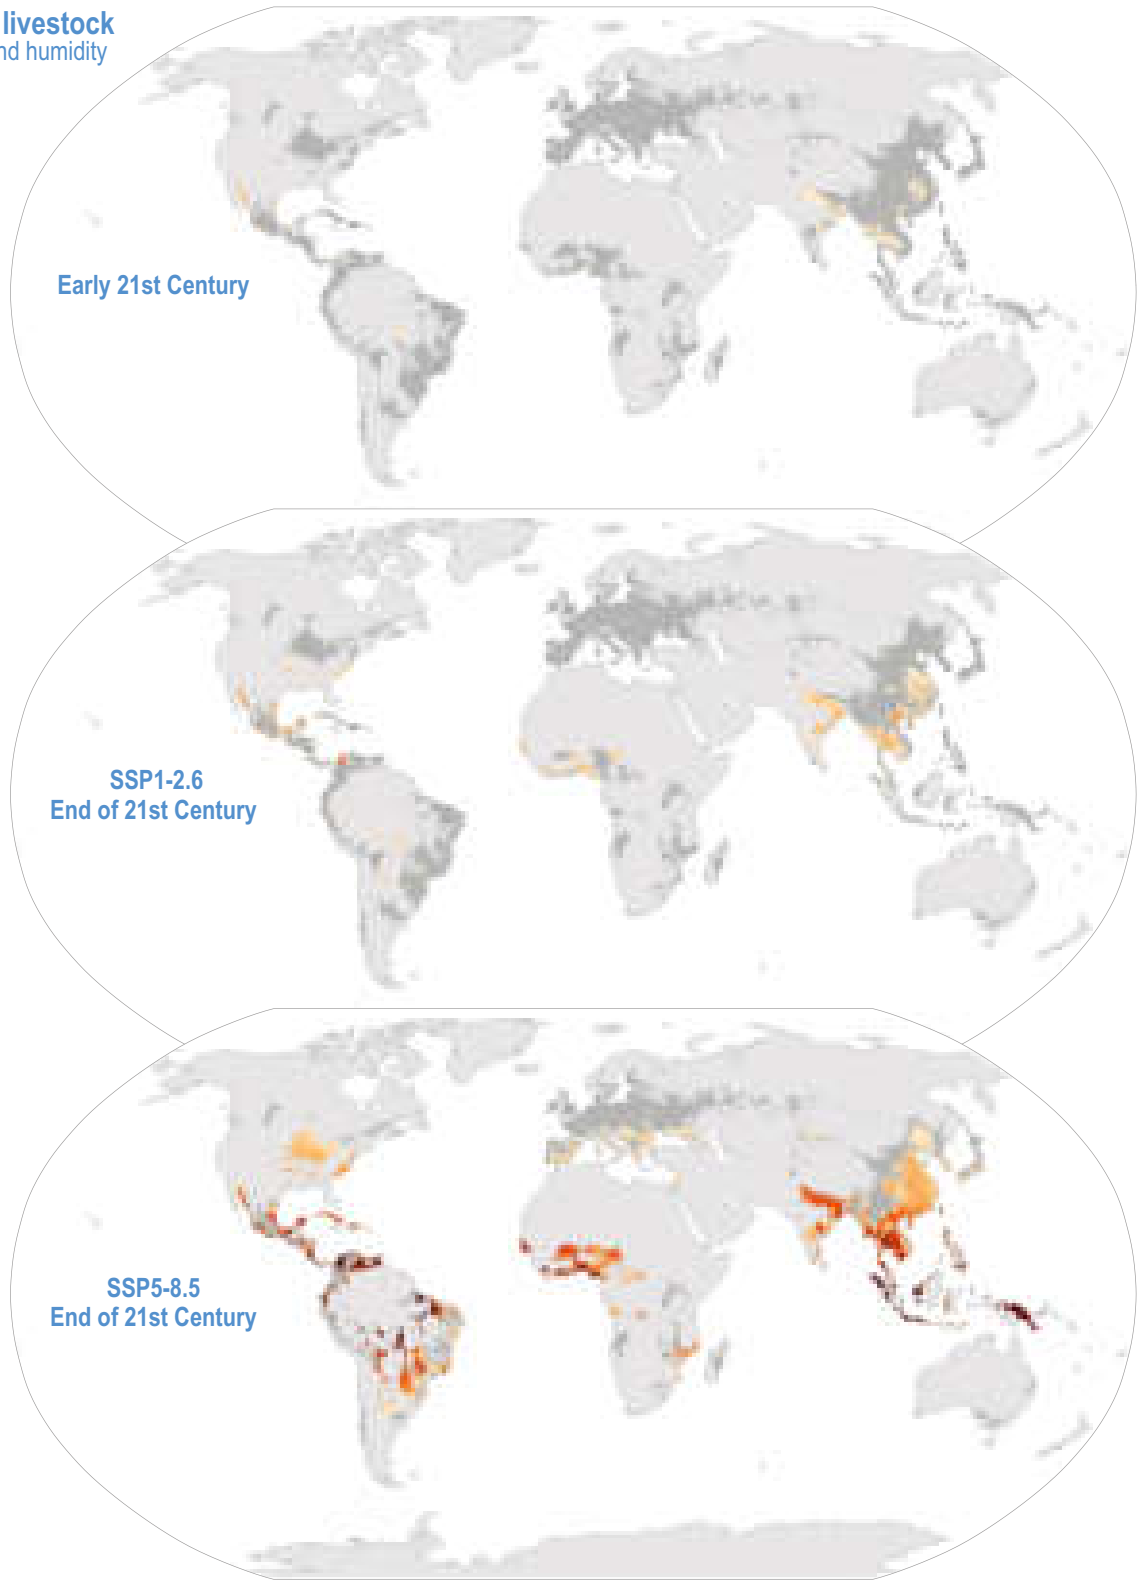 livestock
humidity
Early 21st Century
SSP1-2.6
End of 21st Century
SSP5-8.5
End of 21st Century